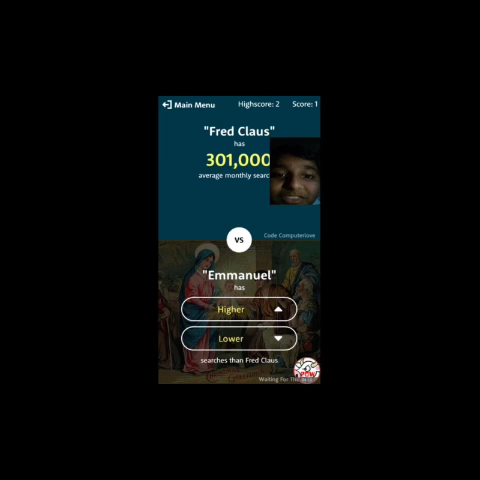 Main Menu
Highscore: 2
Score: 1
"Fred Claus"
has
301,000
average monthly
Code Computerlove
VS
"Emmanuel"
has
Higher
Lower
searches than Fred Claus
Waiting For The